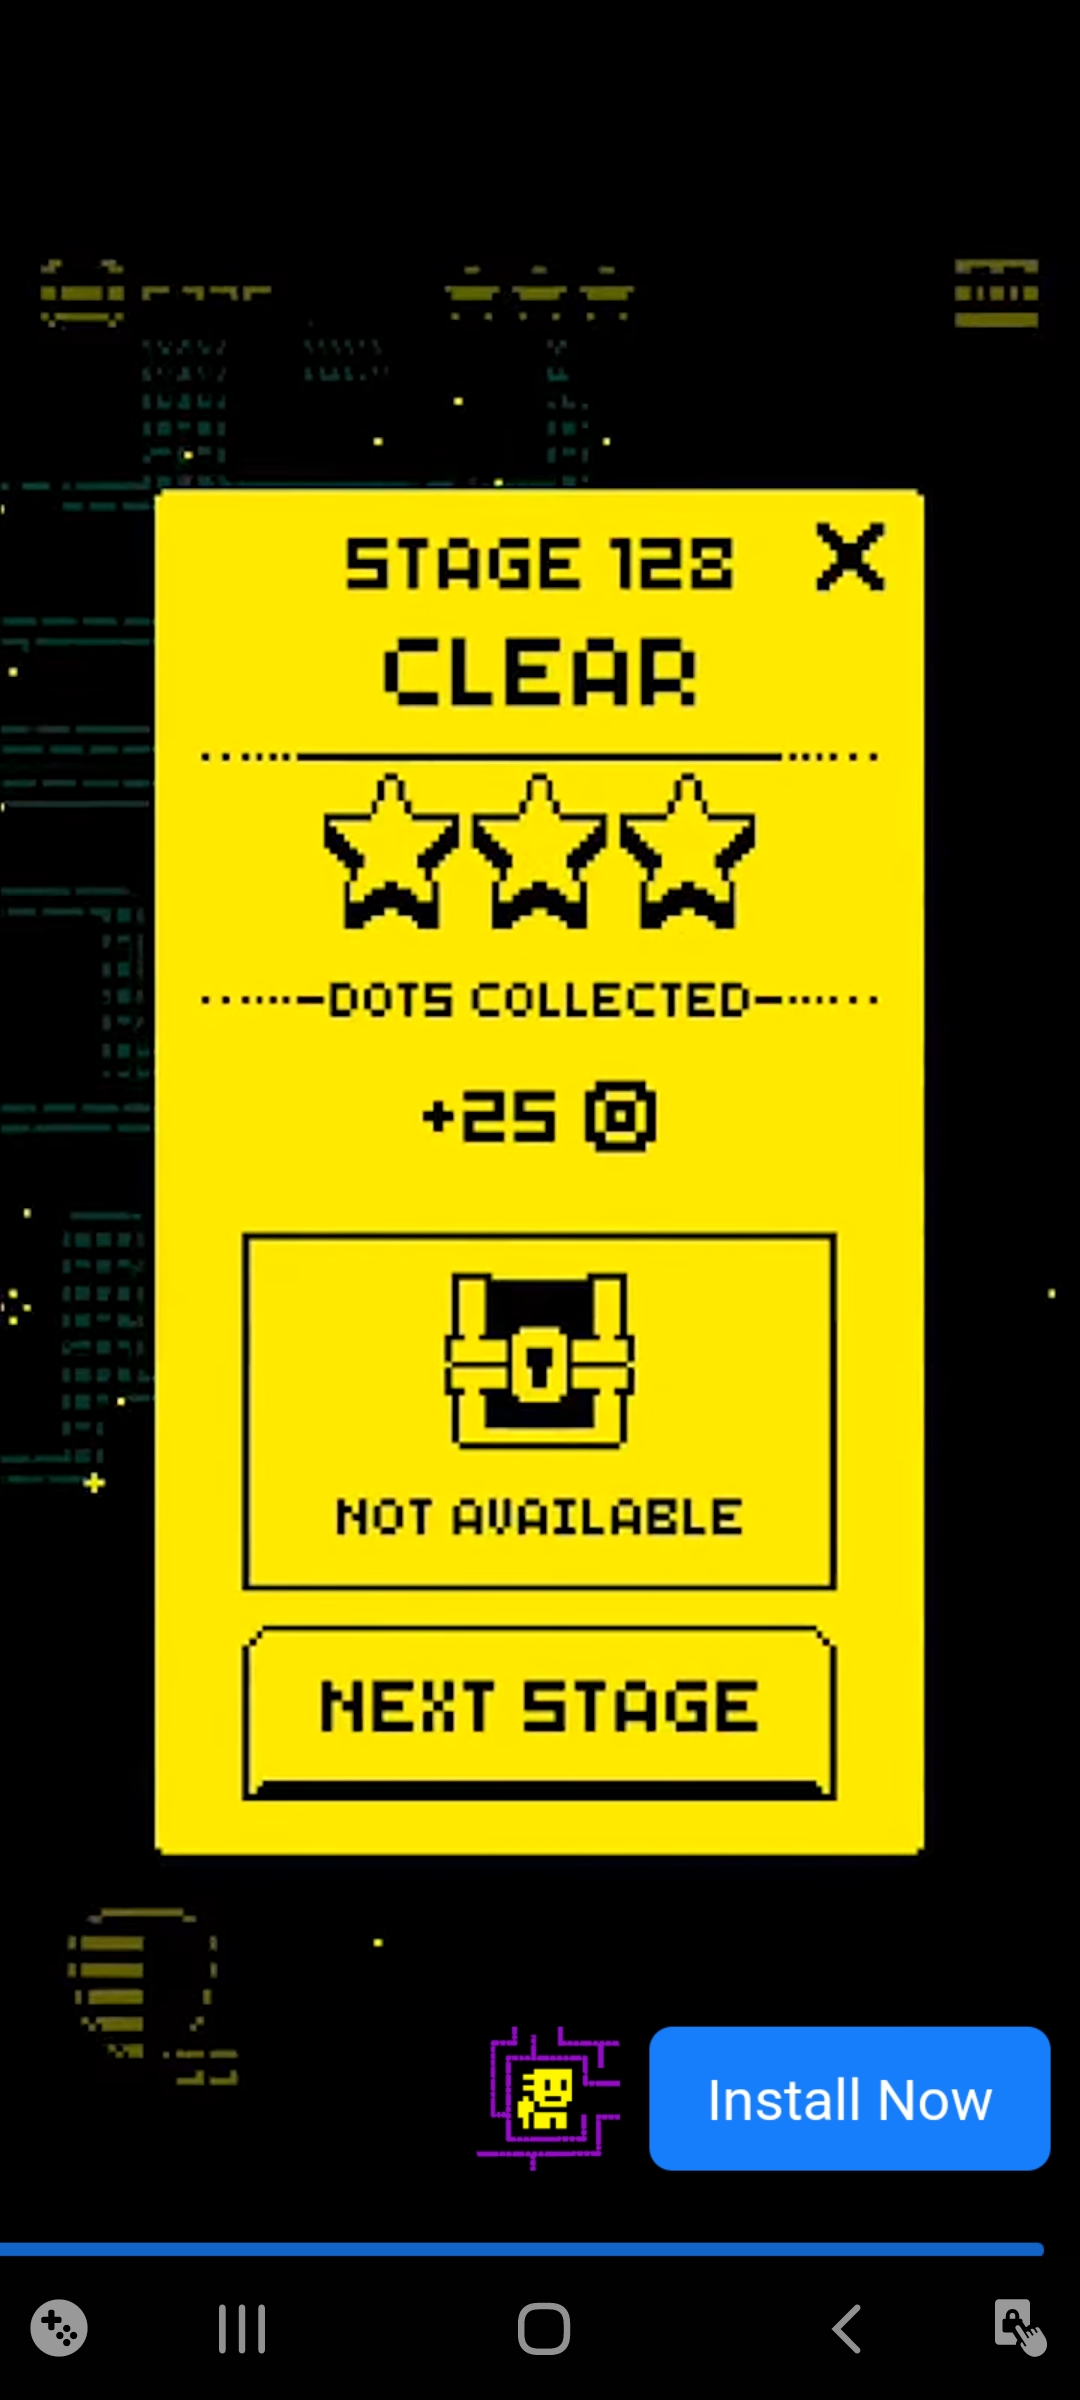 STAGE 128
CLEAR
DOTS COLLECTED
+25
NOT AVAILABLE
NEXT STAGE
Install Now